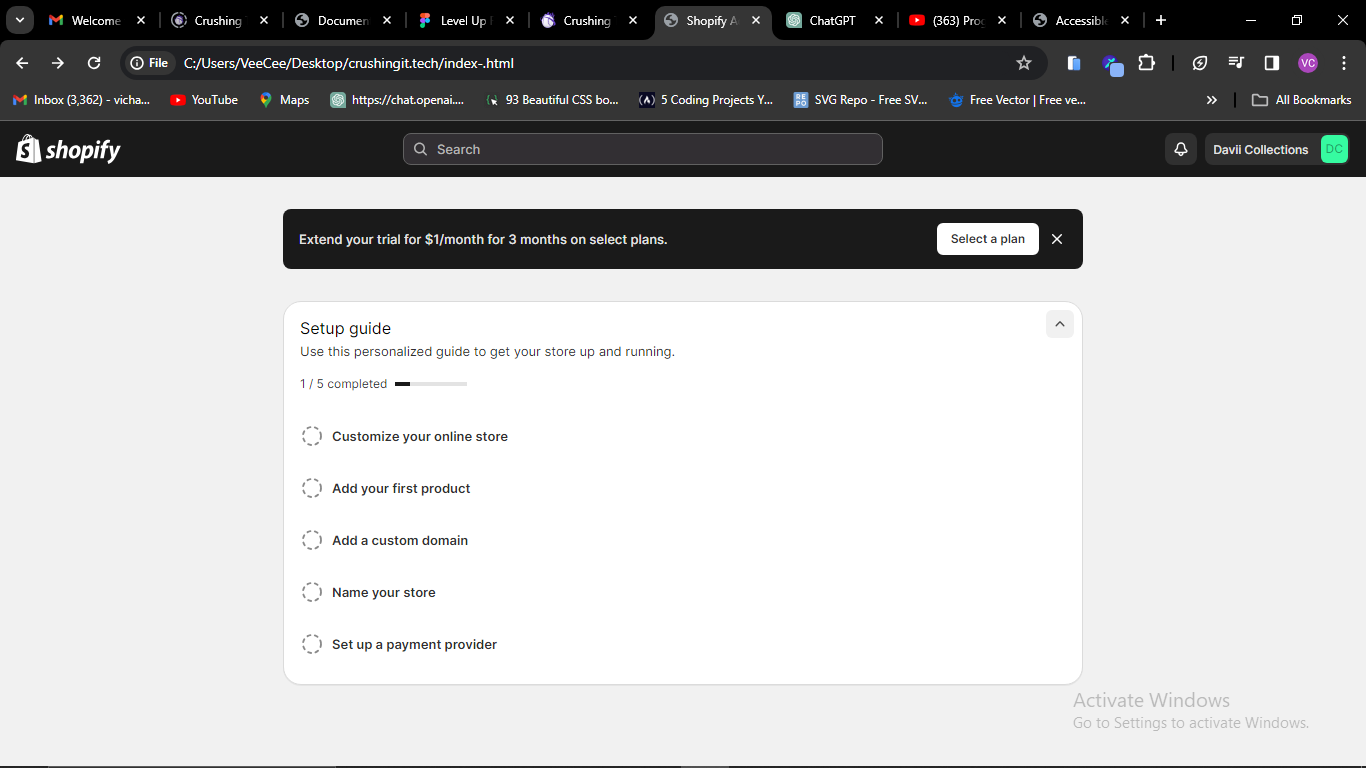 Welcome
Crushing
Documen
Level Up
Crushing
Shopify A
ChatGPT
(363) Pro
Accessible
File
C:/Users/VeeCee/Desktop/crushingit.tech/index-.html
VC
Inbox (3,362) - vicha...
YouTube
Maps
https://chat.openai....
93 Beautiful CSS bo...
5 Coding Projects Y...
SVG Repo - Free SV...
Free Vector | Free ve...
All Bookmarks
shopify
Search
Davii Collections
DC
Extend your trial for $1/month for 3 months on select plans.
Select a plan
Setup guide
Use this personalized guide to get your store up and running.
1 / 5 completed
Customize your online store
Add your first product
Add a custom domain
Name your store
Set up a payment provider
Activate Windows
Go to Settings to activate Windows.